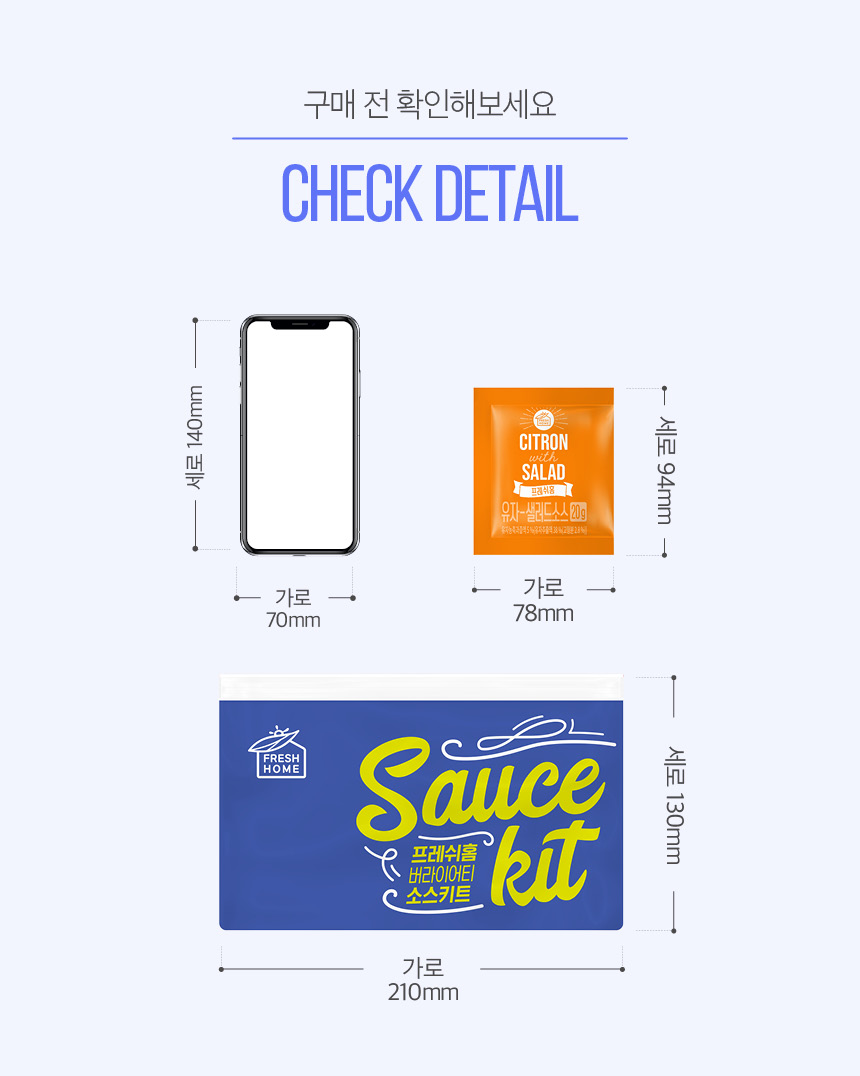 구매 전 확인해보세요
CHECK DETAIL
세로 140mm
가로
70mm
FRESH
HOME
CITRON
with
SALAD
프레쉬홈
유자 샐러드소스 20g
세로 94mm
가로
78mm
FRESH
HOME
Sauce
kit
프레쉬홈
버라이어티
소스키트
세로 130mm
가로
210mm